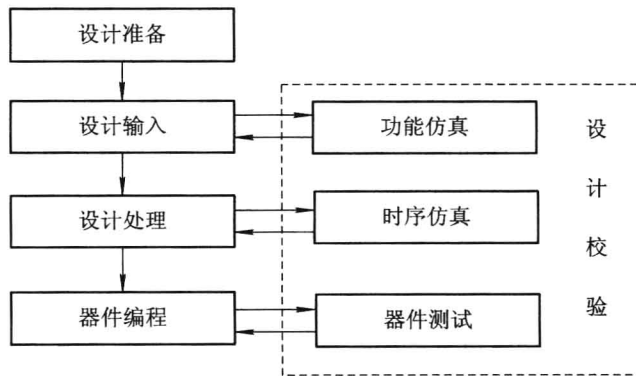 设计准备
设计输入
功能仿真
设计处理
时序仿真
器件编程
器件测试
设计校验